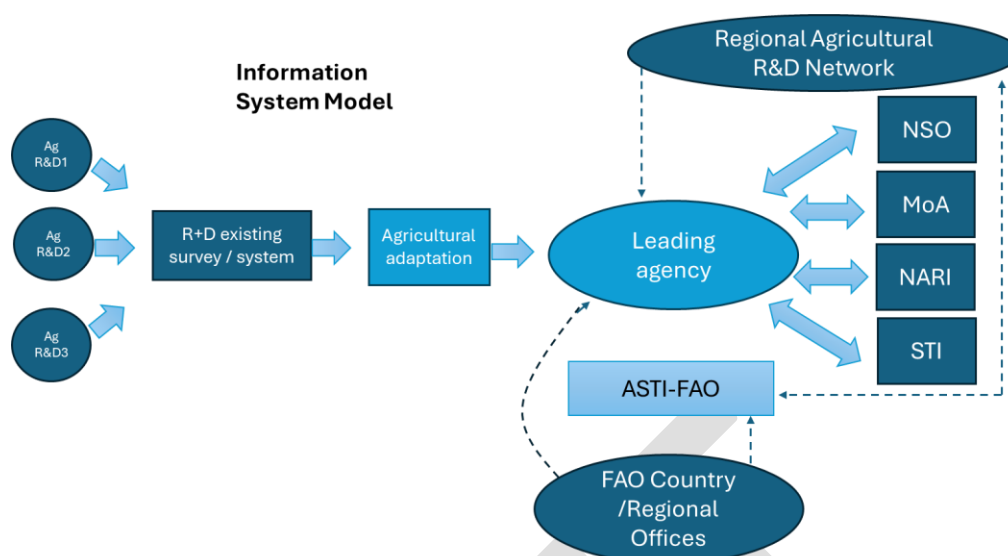 Information
System Model
Regional Agricultural
R&D Network
Ag
R&D1
Ag
R&D2
Ag
R&D3
R+D existing
survey / system
Agricultural
adaptation
Leading
agency
NSO
MoA
NARI
STI
ASTI-FAO
FAO Country
/Regional
Offices